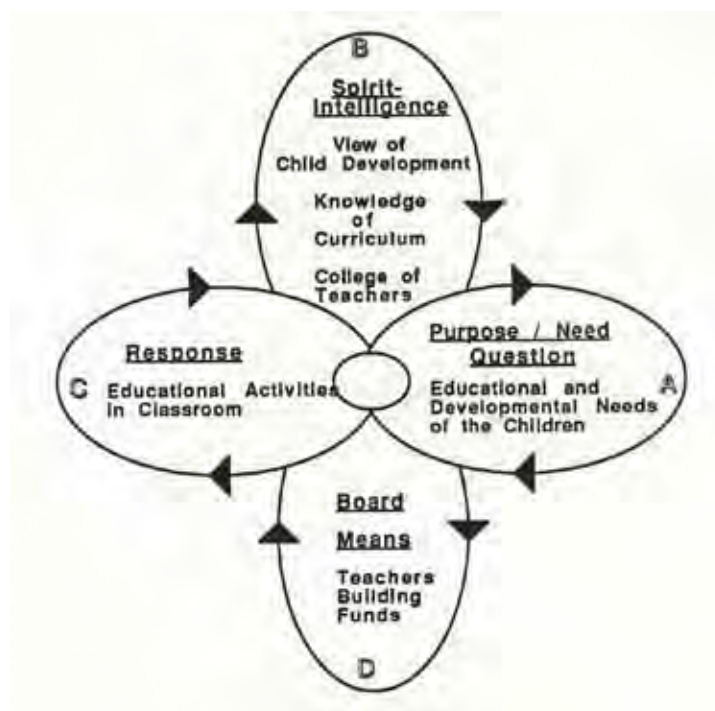 B
Spirit-
Intelligence
View of
Child Development
Knowledge
of
Curriculum
College of
Teachers
Purpose / Need
Question
A
Educational and
Developmental Needs
of the Children
Response
C
Educational Activities
in Classroom
Board
Means
Teachers
Building
Funds
D